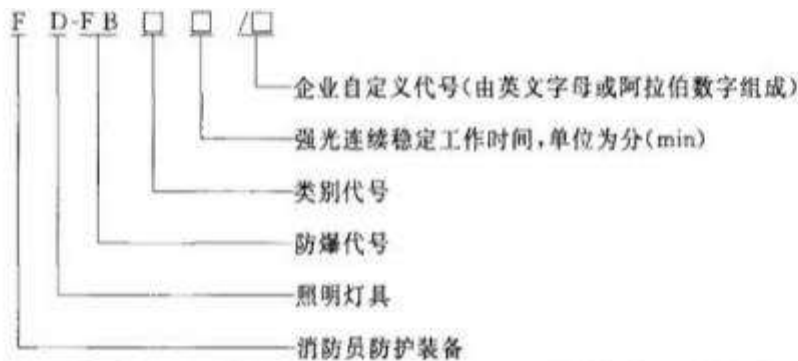 F D-FB □ □ /□
企业自定义代号(由英文字母或阿拉伯数字组成)
强光连续稳定工作时间,单位为分(min)
类别代号
防爆代号
照明灯具
消防员防护装备